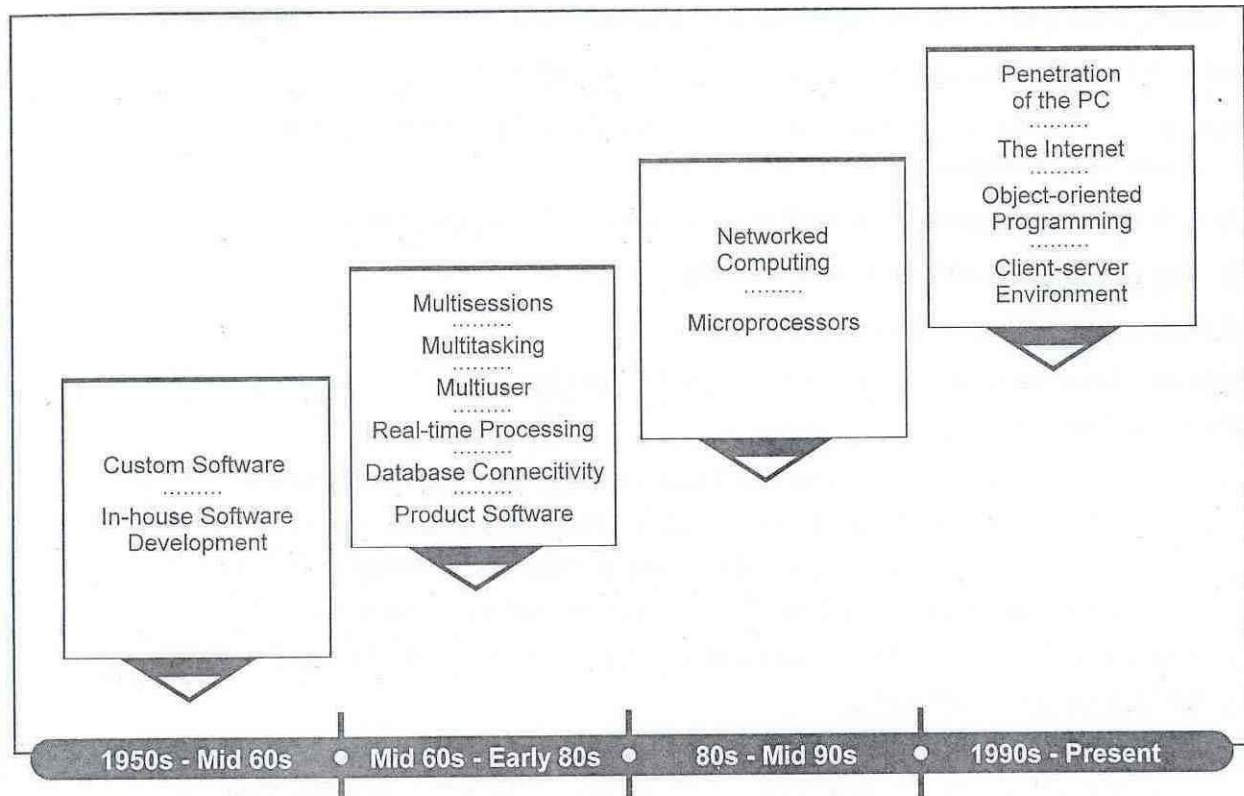 Penetration
of the PC
The Internet
Object-oriented
Programming
Client-server
Environment
Networked
Computing
Microprocessors
Multisessions
Multitasking
Multiuser
Real-time Processing
Database Connecitivity
Product Software
Custom Software
In-house Software
Development
1950s - Mid 60s
Mid 60s - Early 80s
80s - Mid 90s
1990s - Present